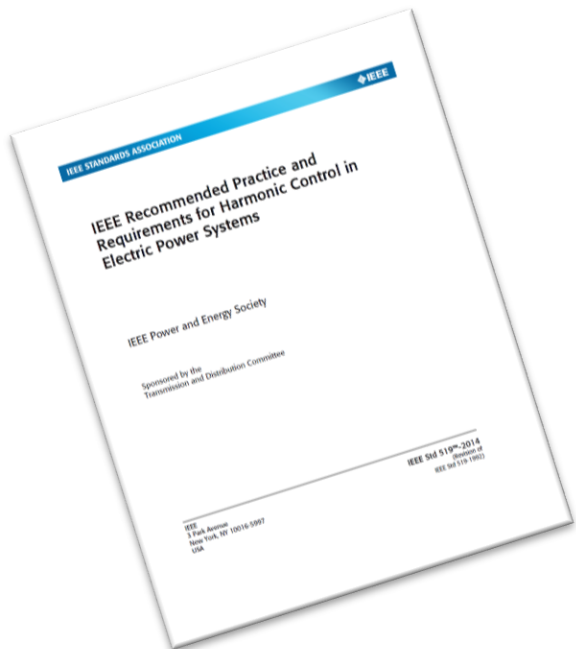 IEEE
IEEE STANDARDS ASSOCIATION
IEEE Recommended Practice and
Requirements for Harmonic Control in
Electric Power Systems
IEEE Power and Energy Society
Sponsored by the
Transmission and Distribution Committee
IEEE Std 519™-2014
(Revision of
IEEE Std 519-1992)
IEEE
3 Park Avenue
New York, NY 10016-5997
USA